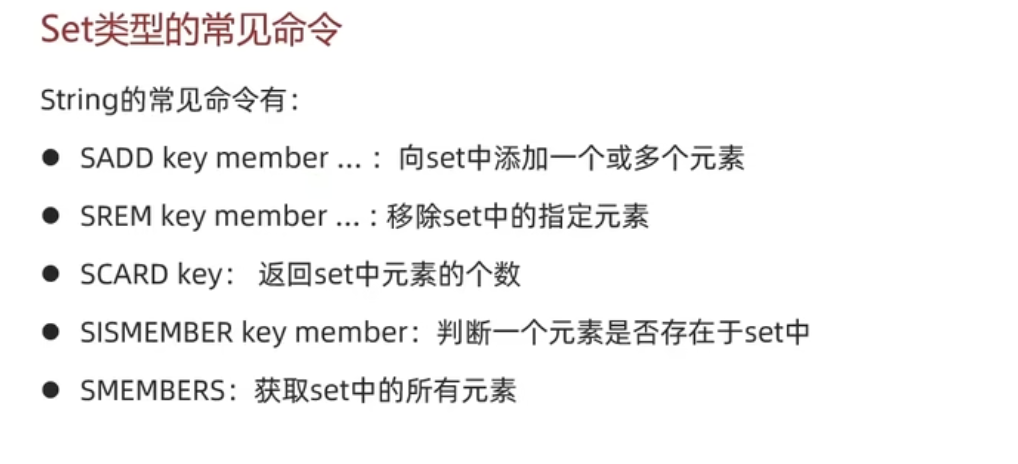 Set类型的常见命令
String的常见命令有：
● SADD key member ... ：向set中添加一个或多个元素
● SREM key member ... : 移除set中的指定元素
● SCARD key： 返回set中元素的个数
● SISMEMBER key member：判断一个元素是否存在于set中
● SMEMBERS：获取set中的所有元素